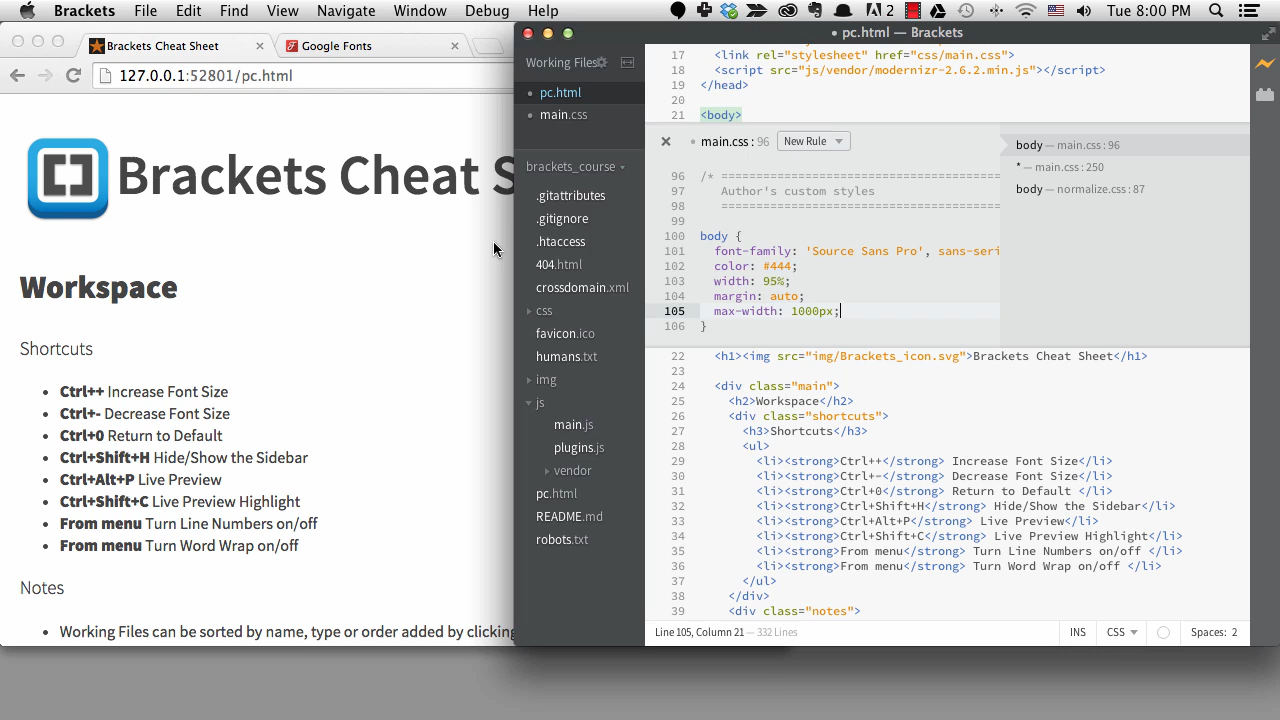 Brackets File Edit Find View Navigate Window Debug Help 2 Tue 8:00 PM
Brackets Cheat Sheet
Google Fonts
127.0.0.1:52801/pc.html
Brackets Cheat S
Workspace
Shortcuts
• Ctrl++ Increase Font Size
• Ctrl+- Decrease Font Size
• Ctrl+0 Return to Default
• Ctrl+Shift+H Hide/Show the Sidebar
• Ctrl+Alt+P Live Preview
• Ctrl+Shift+C Live Preview Highlight
• From menu Turn Line Numbers on/off
• From menu Turn Word Wrap on/off
Notes
• Working Files can be sorted by name, type or order added by clicking
• pc.html — Brackets
Working Files
• pc.html
• main.css
brackets_course
.gitattributes
.gitignore
.htaccess
404.html
crossdomain.xml
css
favicon.ico
humans.txt
img
js
main.js
plugins.js
vendor
pc.html
README.md
robots.txt
17 <link rel="stylesheet" href="css/main.css">
18 <script src="js/vendor/modernizr-2.6.2.min.js"></script>
19 </head>
20
21 <body>
main.css : 96 New Rule
96 /* ========================================
97 Author's custom styles
98 ========================================
99
100 body {
101 font-family: 'Source Sans Pro', sans-seri
102 color: #444;
103 width: 95%;
104 margin: auto;
105 max-width: 1000px;
106 }
body — main.css : 96
* — main.css : 250
body — normalize.css : 87
22 <h1><img src="img/Brackets_icon.svg">Brackets Cheat Sheet</h1>
23
24 <div class="main">
25 <h2>Workspace</h2>
26 <div class="shortcuts">
27 <h3>Shortcuts</h3>
28 <ul>
29 <li><strong>Ctrl++</strong> Increase Font Size</li>
30 <li><strong>Ctrl+-</strong> Decrease Font Size</li>
31 <li><strong>Ctrl+0</strong> Return to Default </li>
32 <li><strong>Ctrl+Shift+H</strong> Hide/Show the Sidebar</li>
33 <li><strong>Ctrl+Alt+P</strong> Live Preview</li>
34 <li><strong>Ctrl+Shift+C</strong> Live Preview Highlight</li>
35 <li><strong>From menu</strong> Turn Line Numbers on/off </li>
36 <li><strong>From menu</strong> Turn Word Wrap on/off </li>
37 </ul>
38 </div>
39 <div class="notes">
Line 105, Column 21 — 332 Lines INS CSS Spaces: 2